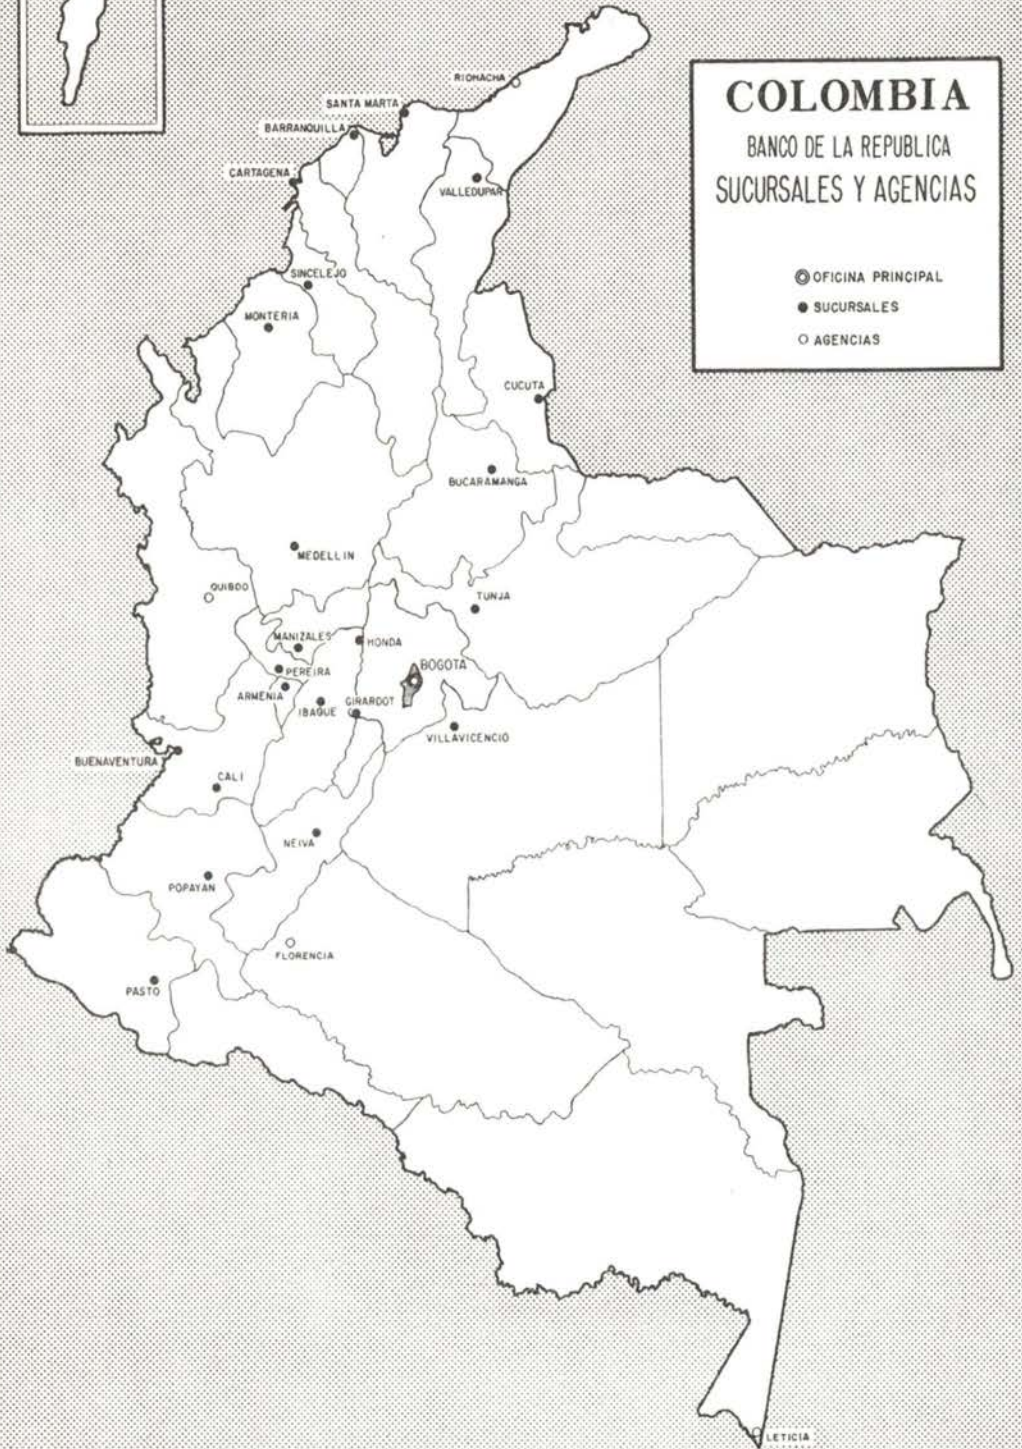 COLOMBIA
BANCO DE LA REPUBLICA
SUCURSALES Y AGENCIAS
OFICINA PRINCIPAL
SUCURSALES
AGENCIAS
RIOHACHA
SANTA MARTA
BARRANQUILLA
CARTAGENA
VALLEDUPAR
SINCELEJO
MONTERIA
CUCUTA
BUCARAMANGA
MEDELLIN
QUIBDO
TUNJA
MANIZALES
HONDA
BOGOTA
PEREIRA
ARMENIA
IBAGUE
GIRARDOT
VILLAVICENCIO
BUENAVENTURA
CALI
NEIVA
POPAYAN
FLORENCIA
PASTO
LETICIA